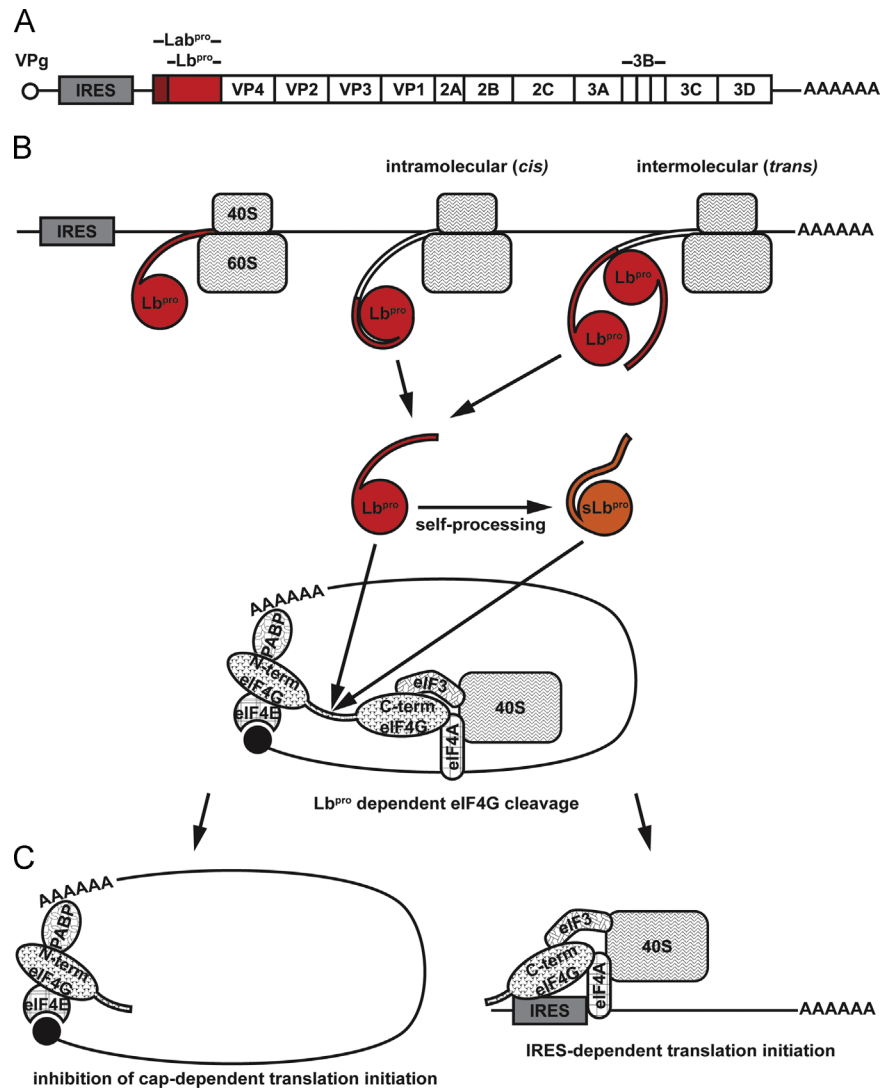 A
–Labᵖʳᵒ–
VPg –Lbᵖʳᵒ– –3B–
IRES VP4 VP2 VP3 VP1 2A 2B 2C 3A 3C 3D AAAAAA
B
intramolecular (cis) intermolecular (trans)
40S
IRES AAAAAA
60S
Lbᵖʳᵒ Lbᵖʳᵒ Lbᵖʳᵒ
Lbᵖʳᵒ
Lbᵖʳᵒ sLbᵖʳᵒ
self-processing
AAAAAA
PABP
N-term
eIF4G
eIF3
eIF4E
C-term
eIF4G
40S
eIF4A
Lbᵖʳᵒ dependent eIF4G cleavage
C
AAAAAA
PABP
N-term
eIF4G
eIF4E
eIF3
40S
C-term
eIF4G
eIF4A
IRES AAAAAA
inhibition of cap-dependent translation initiation
IRES-dependent translation initiation